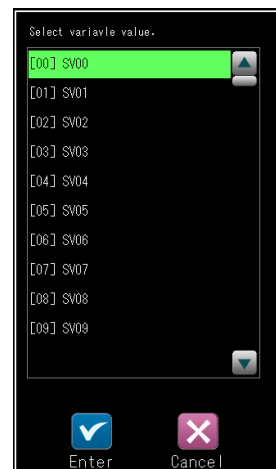 Select variavle value.
[00] SV00
[01] SV01
[02] SV02
[03] SV03
[04] SV04
[05] SV05
[06] SV06
[07] SV07
[08] SV08
[09] SV09
Enter
Cancel